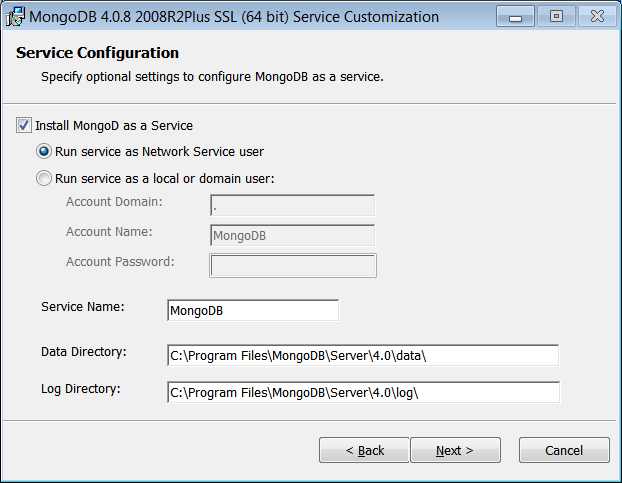 MongoDB 4.0.8 2008R2Plus SSL (64 bit) Service Customization
Service Configuration
Specify optional settings to configure MongoDB as a service.
Install MongoD as a Service
Run service as Network Service user
Run service as a local or domain user:
Account Domain: .
Account Name: MongoDB
Account Password:
Service Name: MongoDB
Data Directory: C:\Program Files\MongoDB\Server\4.0\data\
Log Directory: C:\Program Files\MongoDB\Server\4.0\log\
< Back Next > Cancel